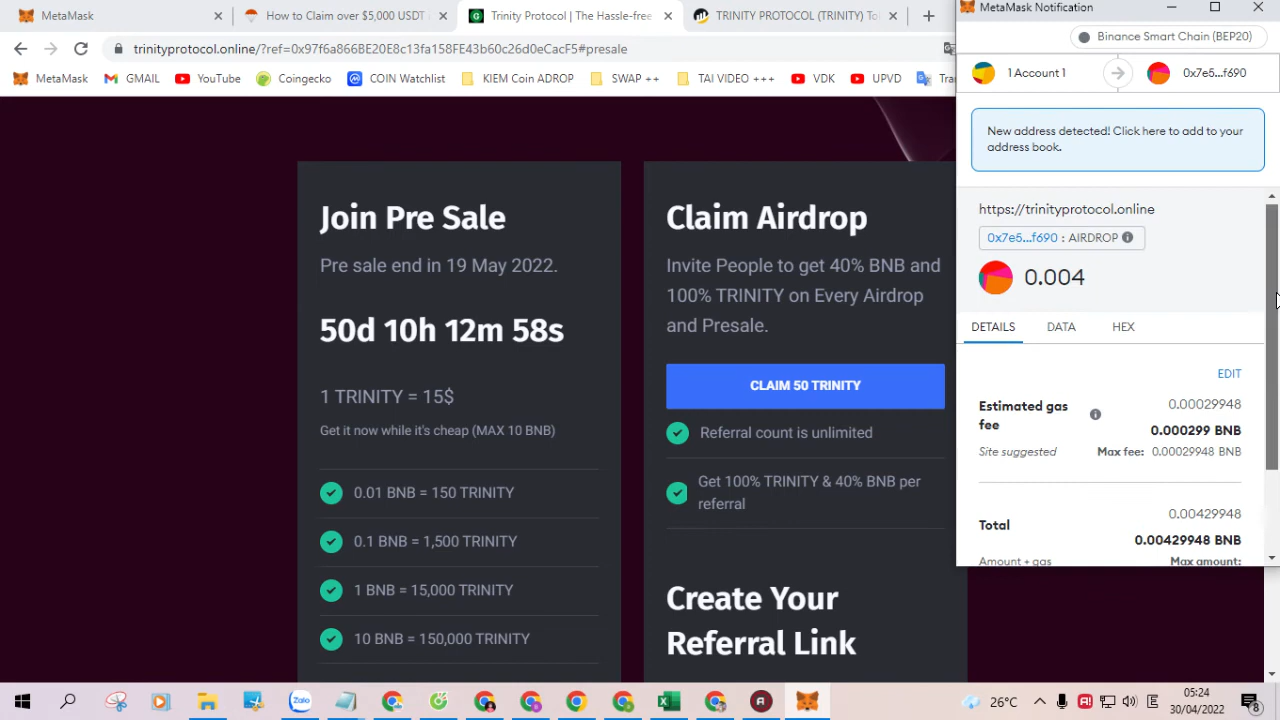 MetaMask
How to Claim over $5,000 USDT
Trinity Protocol | The Hassle-free
TRINITY PROTOCOL (TRINITY) To
MetaMask Notification
trinityprotocol.online/?ref=0x97f6a866BE20E8c13fa158FE43b60c26d0eCacF5#presale
Binance Smart Chain (BEP20)
MetaMask
GMAIL
YouTube
Coingecko
COIN Watchlist
KIEM Coin ADROP
SWAP ++
TAI VIDEO +++
VDK
UPVD
Tran
1 Account 1
0x7e5...f690
New address detected! Click here to add to your
address book.
https://trinityprotocol.online
0x7e5...f690 : AIRDROP
0.004
DETAILS
DATA
HEX
EDIT
Estimated gas
fee
0.00029948
0.000299 BNB
Site suggested
Max fee: 0.00029948 BNB
Total
0.00429948
0.00429948 BNB
Amount + gas
Max amount:
Join Pre Sale
Pre sale end in 19 May 2022.
50d 10h 12m 58s
1 TRINITY = 15$
Get it now while it's cheap (MAX 10 BNB)
0.01 BNB = 150 TRINITY
0.1 BNB = 1,500 TRINITY
1 BNB = 15,000 TRINITY
10 BNB = 150,000 TRINITY
Claim Airdrop
Invite People to get 40% BNB and
100% TRINITY on Every Airdrop
and Presale.
CLAIM 50 TRINITY
Referral count is unlimited
Get 100% TRINITY & 40% BNB per
referral
Create Your
Referral Link
Zalo
26°C
05:24
30/04/2022
8